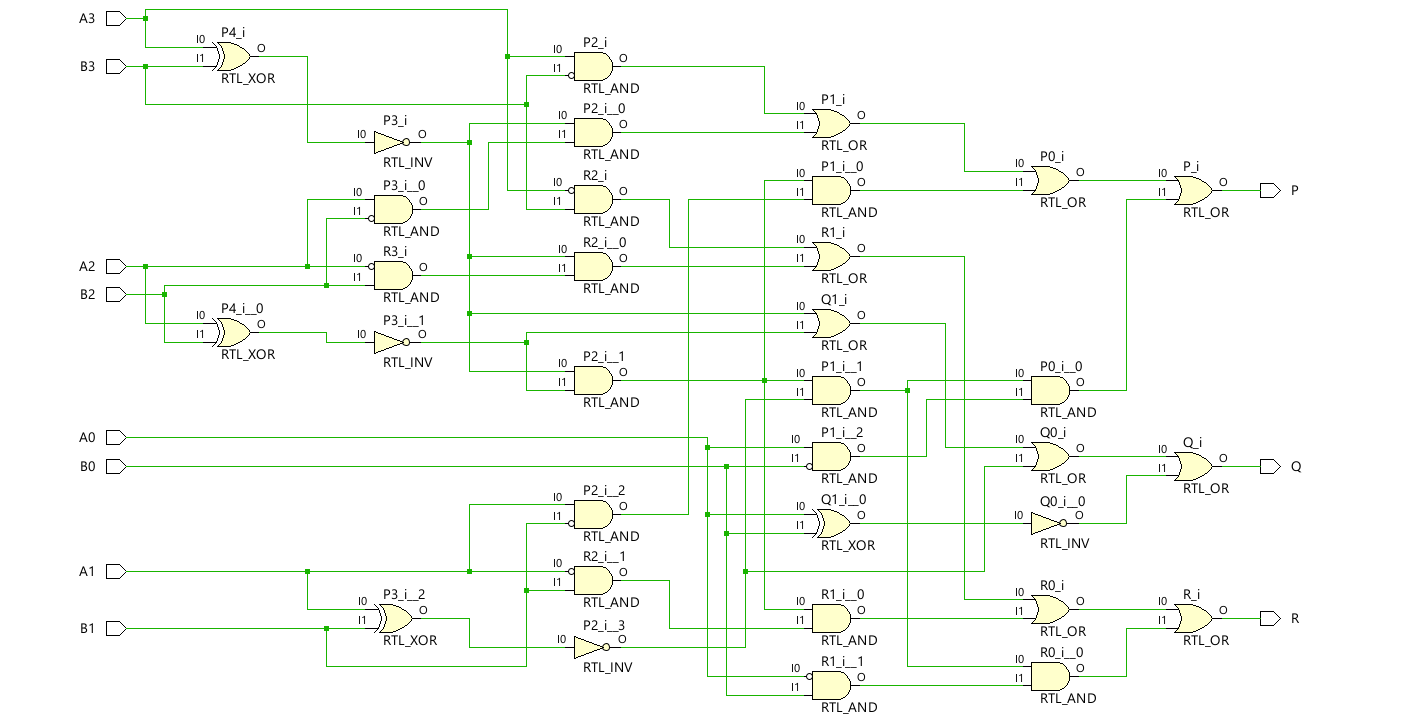 A3
P4_i
I0
I1
O
RTL_XOR
B3
P2_i
I0
I1
O
RTL_AND
P2_i__0
I0
I1
O
RTL_AND
P1_i
I0
I1
O
RTL_OR
P3_i
I0
O
RTL_INV
P3_i__0
I0
I1
O
RTL_AND
R2_i
I0
I1
O
RTL_AND
P1_i__0
I0
I1
O
RTL_AND
P0_i
I0
I1
O
RTL_OR
P_i
I0
I1
O
RTL_OR
P
A2
B2
R3_i
I0
I1
O
RTL_AND
R2_i__0
I0
I1
O
RTL_AND
R1_i
I0
I1
O
RTL_OR
P4_i__0
I0
I1
O
RTL_XOR
P3_i__1
I0
O
RTL_INV
Q1_i
I0
I1
O
RTL_OR
P2_i__1
I0
I1
O
RTL_AND
P1_i__1
I0
I1
O
RTL_AND
P0_i__0
I0
I1
O
RTL_AND
A0
B0
P1_i__2
I0
I1
O
RTL_AND
Q0_i
I0
I1
O
RTL_OR
Q_i
I0
I1
O
RTL_OR
Q
P2_i__2
I0
I1
O
RTL_AND
Q1_i__0
I0
I1
O
RTL_XOR
Q0_i__0
I0
O
RTL_INV
A1
B1
R2_i__1
I0
I1
O
RTL_AND
P3_i__2
I0
I1
O
RTL_XOR
P2_i__3
I0
O
RTL_INV
R1_i__0
I0
I1
O
RTL_AND
R0_i
I0
I1
O
RTL_OR
R_i
I0
I1
O
RTL_OR
R
R1_i__1
I0
I1
O
RTL_AND
R0_i__0
I0
I1
O
RTL_AND